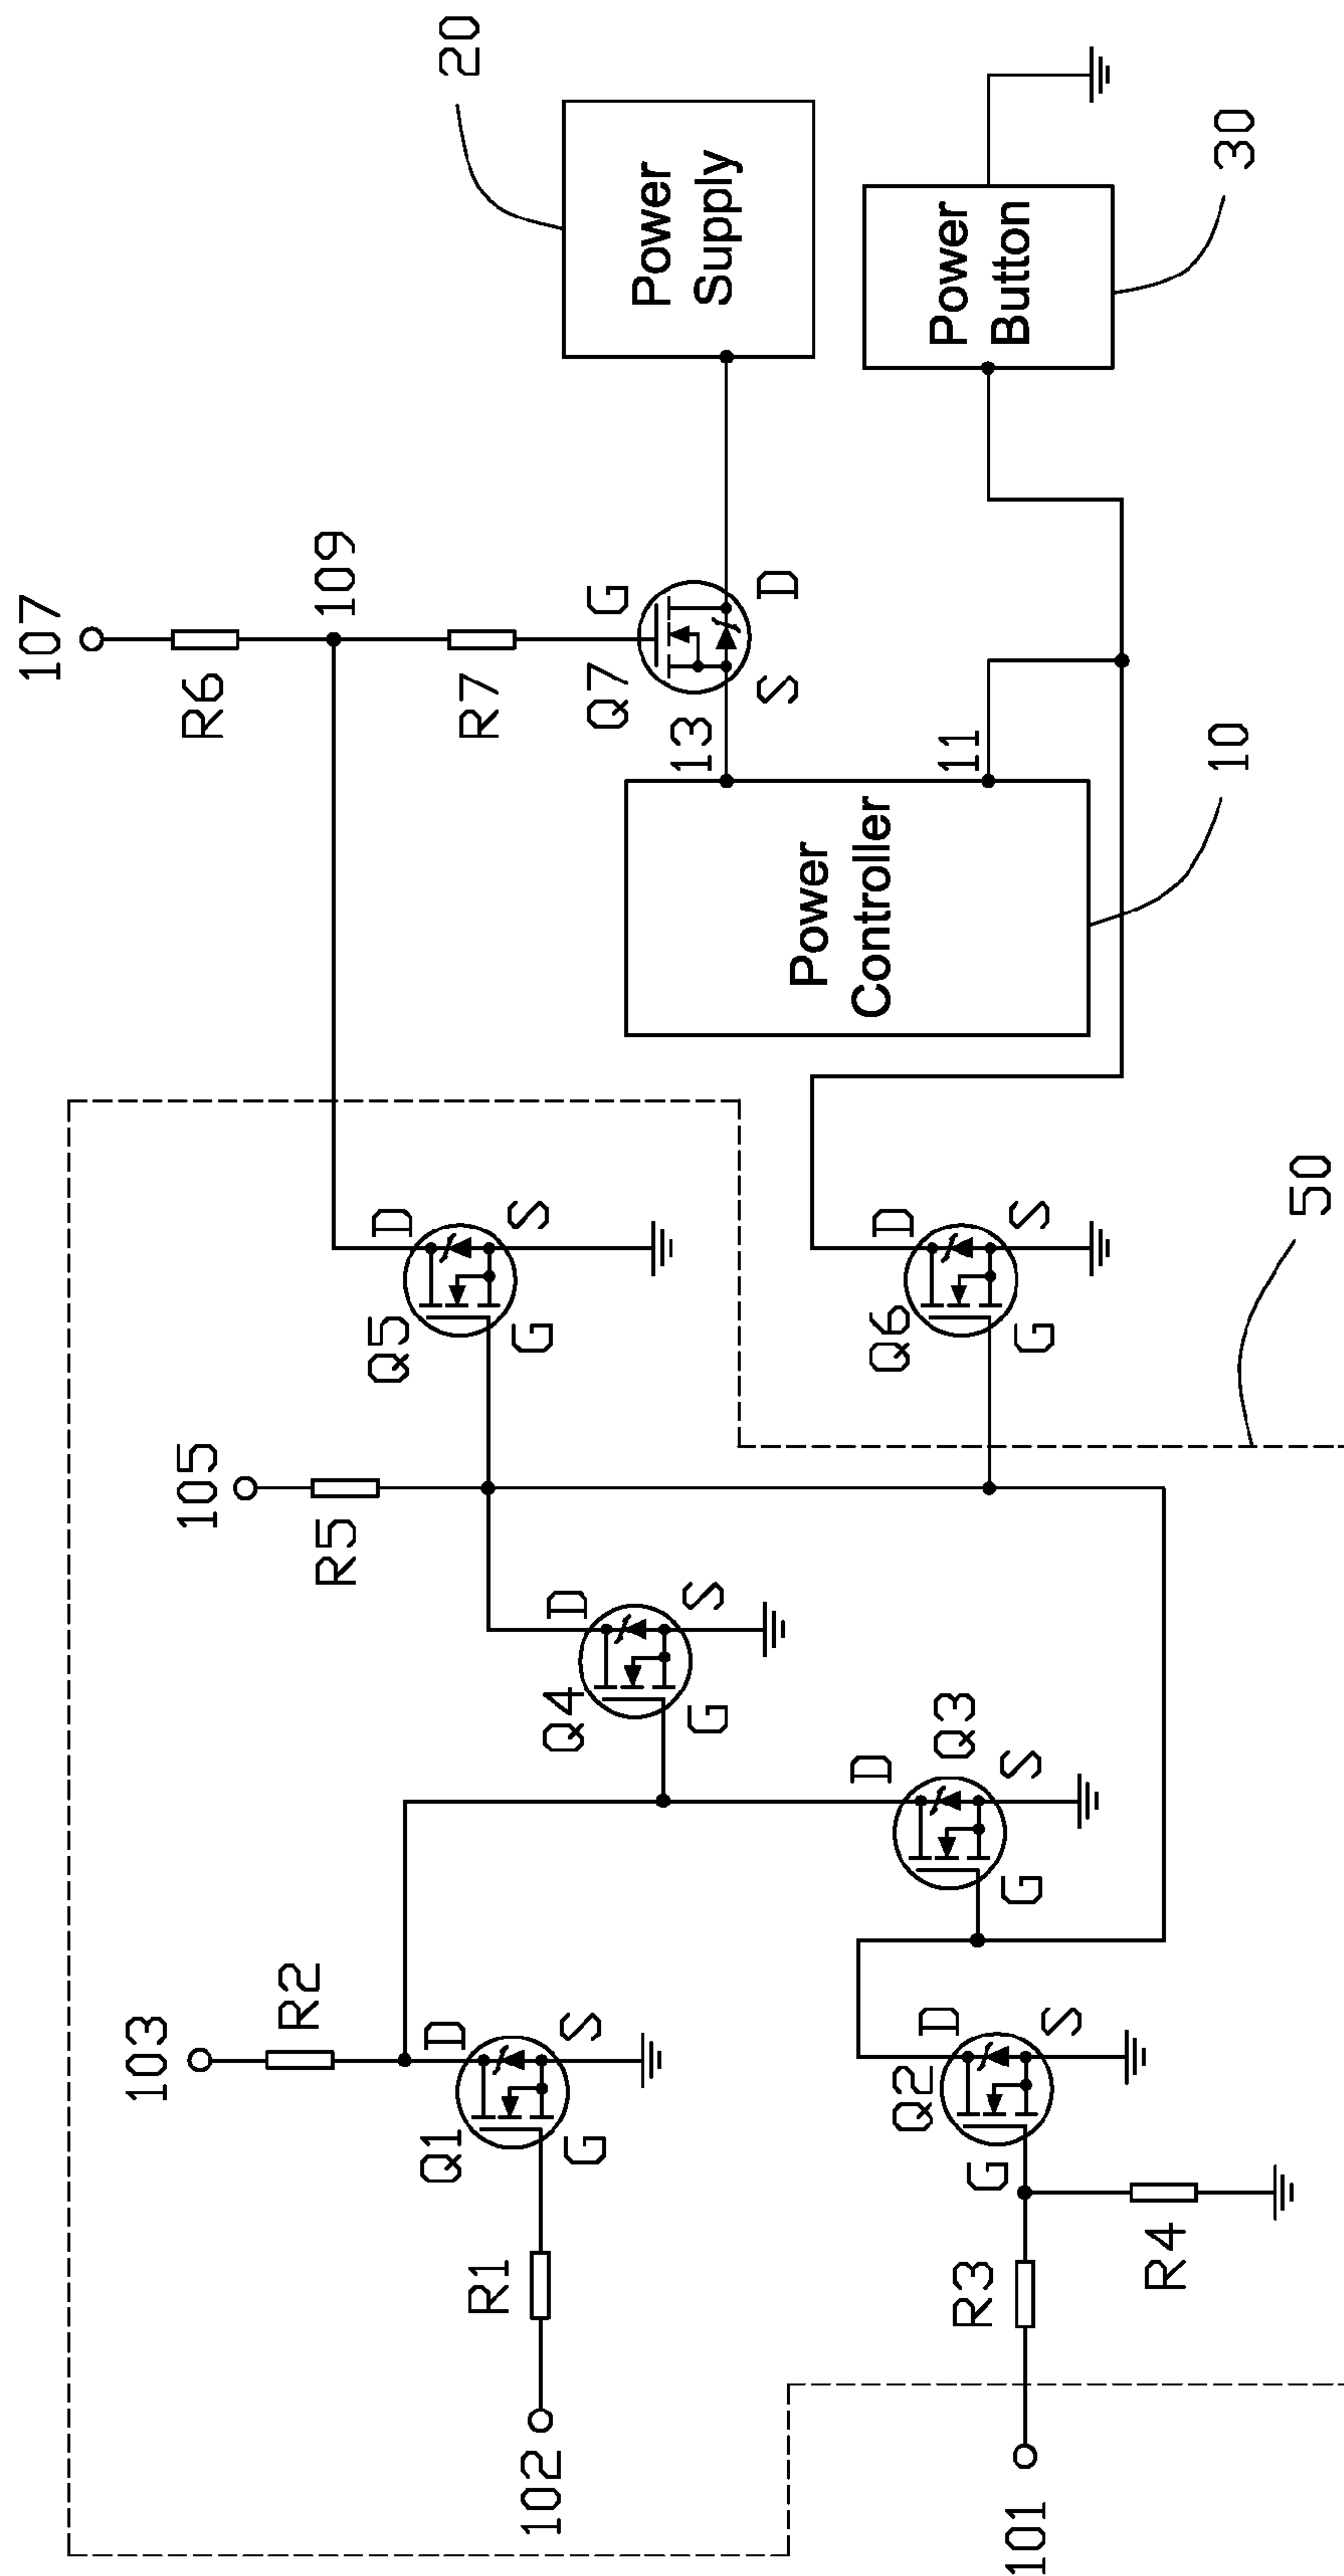 107
R6
109
R7
G
Q7
S
D
13
11
20
Power
Supply
30
Power
Button
10
Power
Controller
50
105
R5
Q5
D
S
G
Q6
D
S
G
Q4
D
S
G
Q3
D
S
G
103
R2
Q1
D
S
G
R1
102
Q2
D
S
G
R3
R4
101